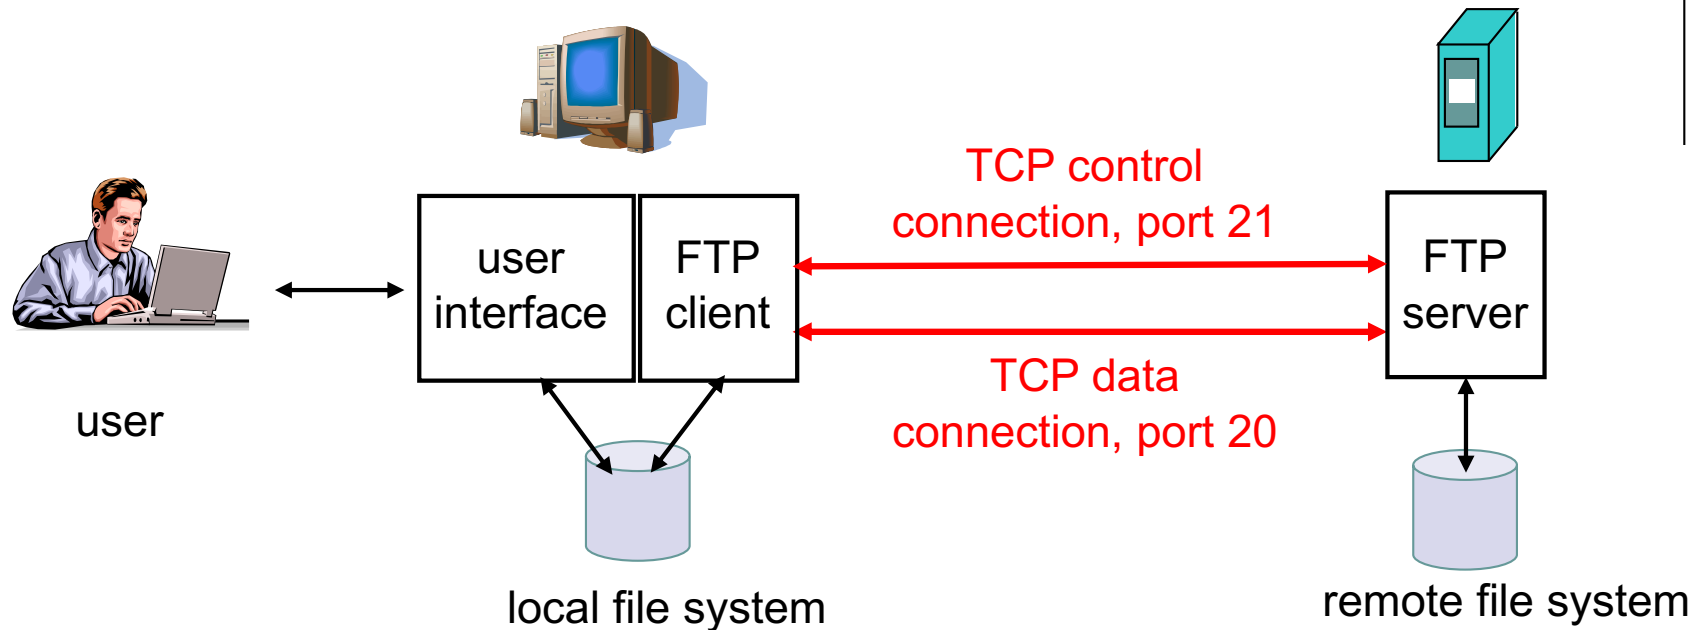 TCP control
connection, port 21
user
interface
FTP
client
FTP
server
TCP data
connection, port 20
user
local file system
remote file system